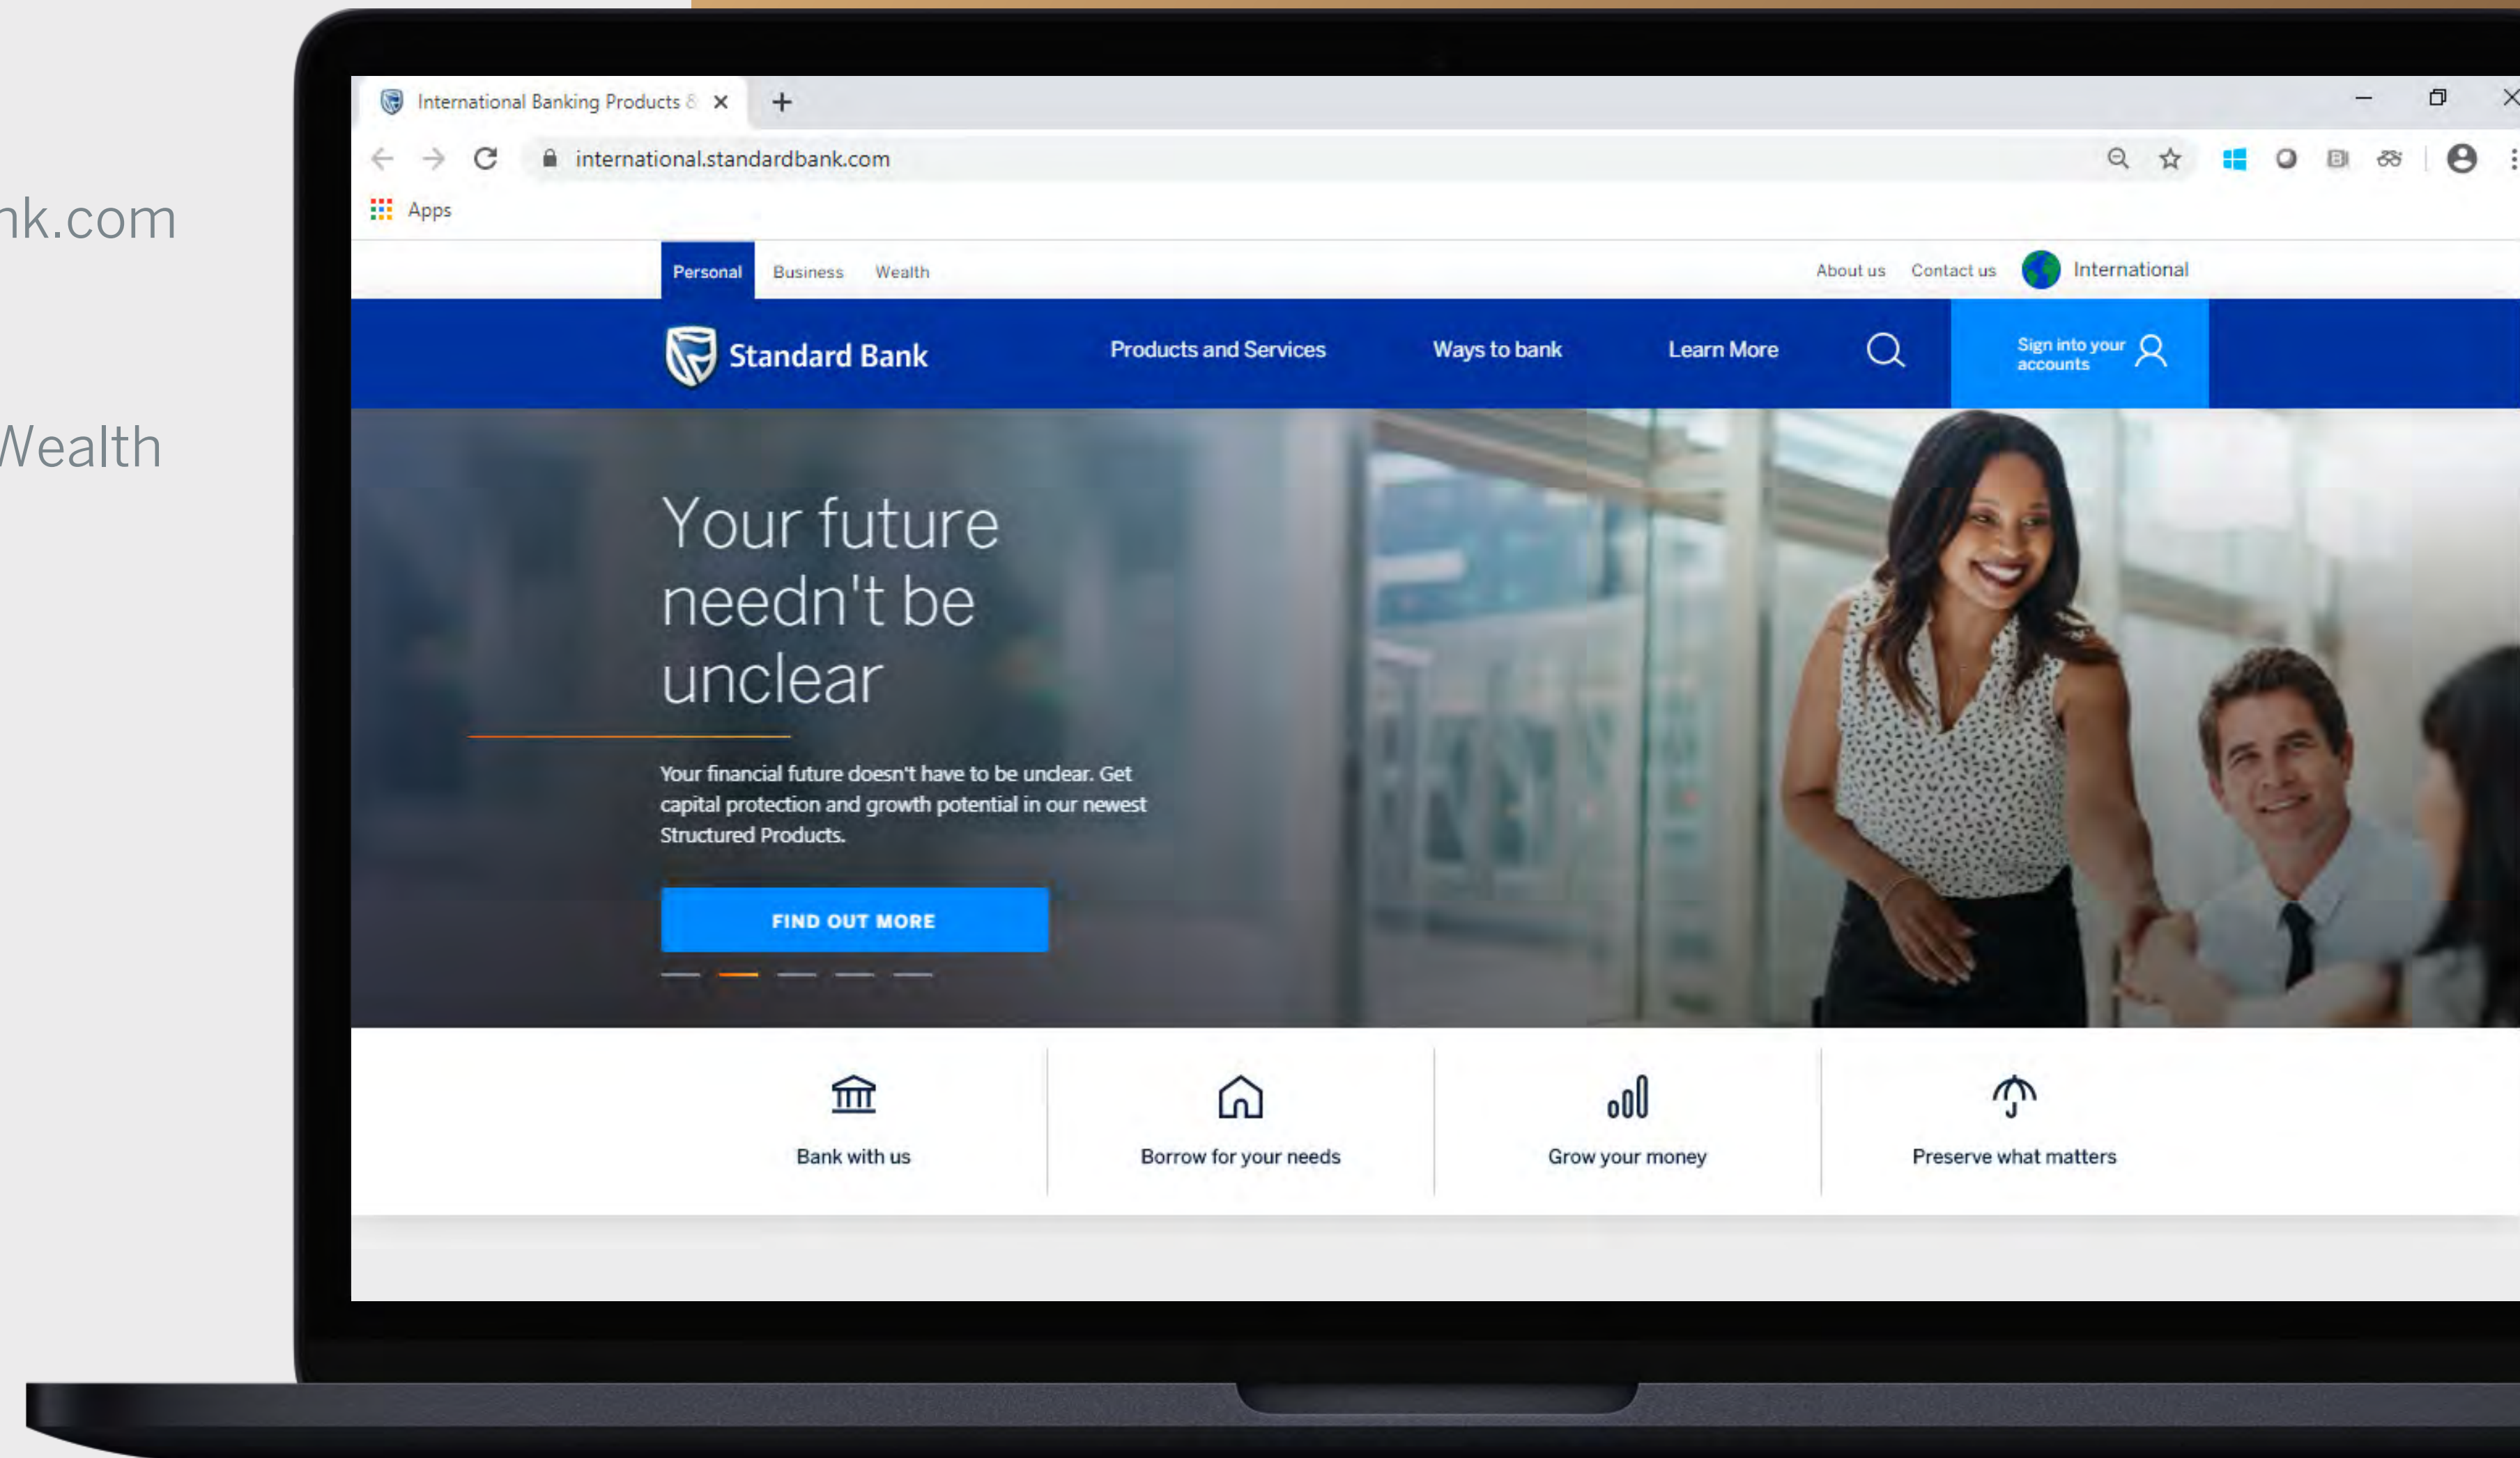 nk.com
Wealth
International Banking Products &
international.standardbank.com
Apps
Personal Business Wealth
About us Contact us International
Standard Bank
Products and Services Ways to bank Learn More
Sign into your
accounts
Your future
needn't be
unclear
Your financial future doesn't have to be unclear. Get
capital protection and growth potential in our newest
Structured Products.
FIND OUT MORE
Bank with us
Borrow for your needs
Grow your money
Preserve what matters